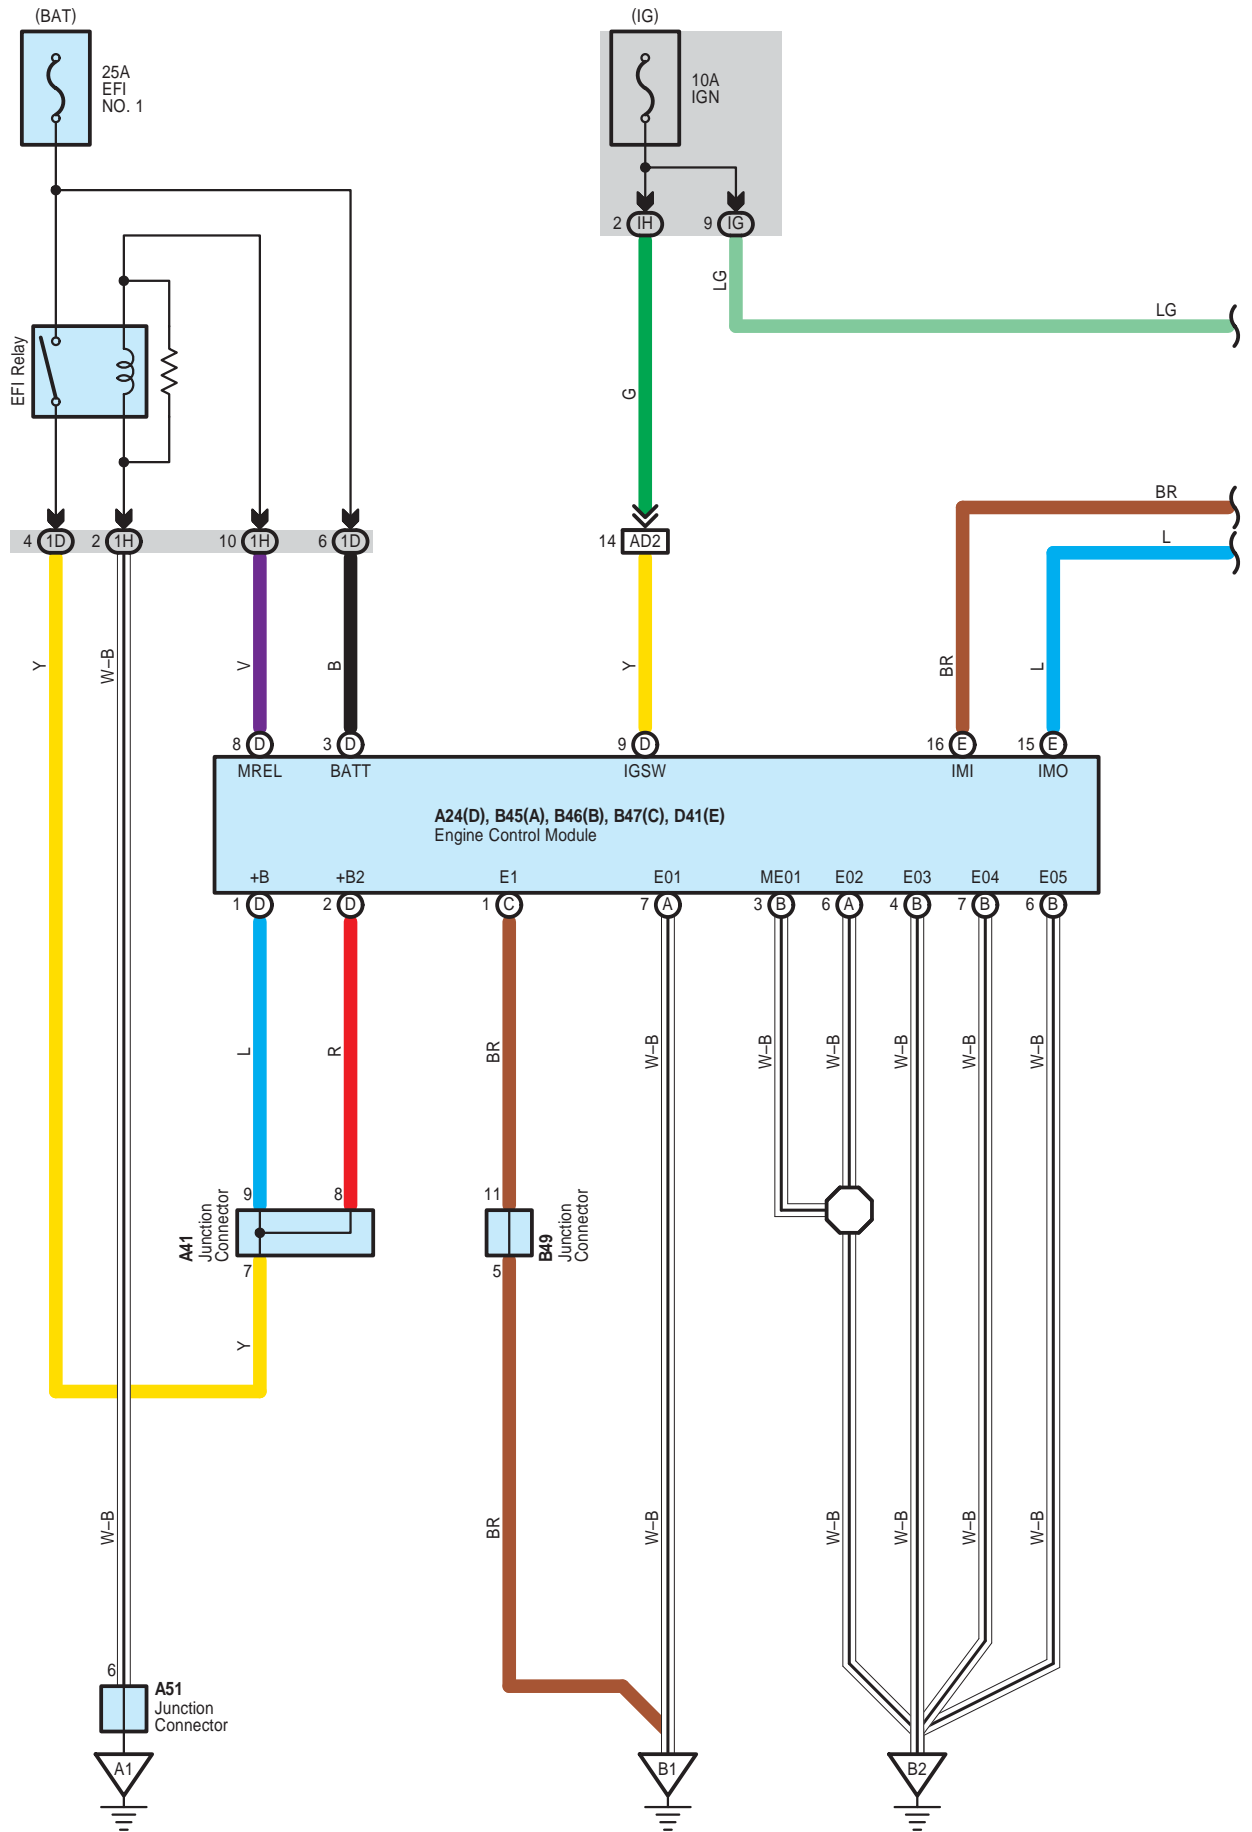 (BAT)
(IG)
25A
EFI
NO. 1
10A
IGN
2 IH
9 IG
LG
LG
EFI Relay
G
BR
L
4 1D
2 1H
10 1H
6 1D
14 AD2
Y
W–B
V
B
Y
BR
L
8 D
3 D
9 D
16 E
15 E
MREL
BATT
IGSW
IMI
IMO
A24(D), B45(A), B46(B), B47(C), D41(E)
Engine Control Module
+B
+B2
E1
E01
ME01
E02
E03
E04
E05
1 D
2 D
1 C
7 A
3 B
6 A
4 B
7 B
6 B
L
R
BR
W–B
W–B
W–B
W–B
W–B
W–B
9
8
11
A41
Junction
Connector
B49
Junction
Connector
7
5
Y
W–B
BR
W–B
W–B
W–B
W–B
W–B
6
A51
Junction
Connector
A1
B1
B2